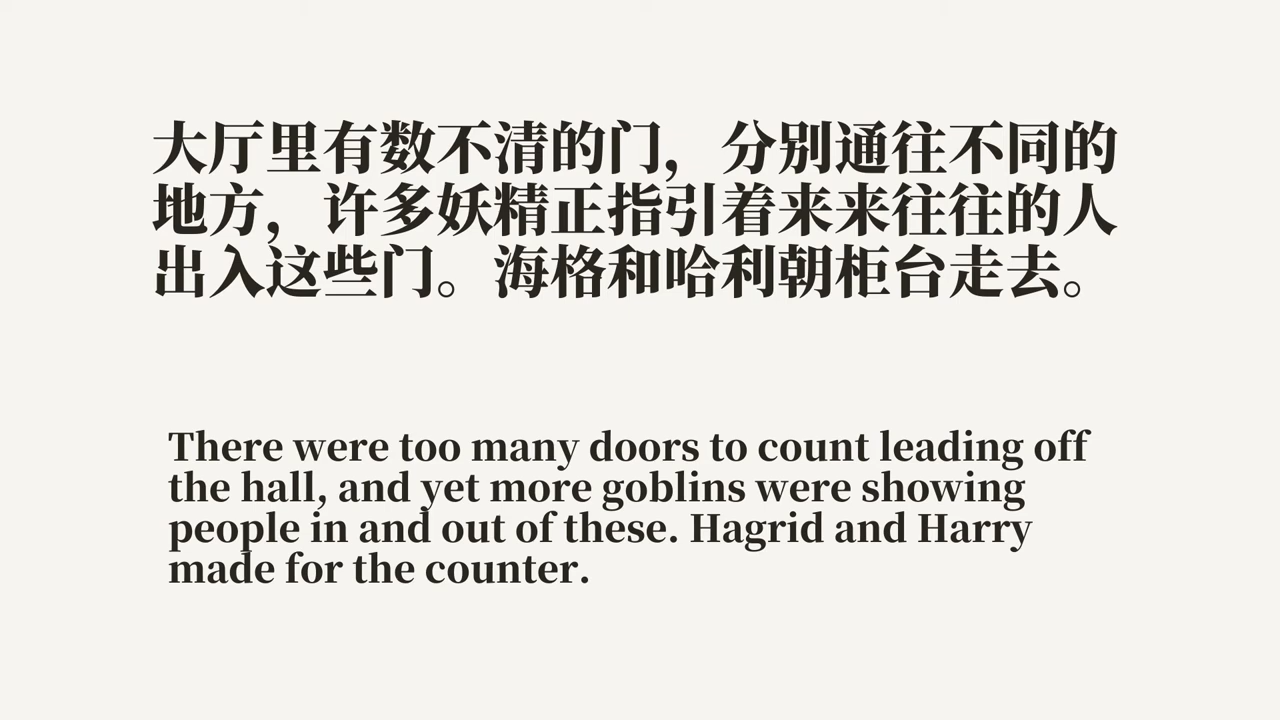 大厅里有数不清的门，分别通往不同的
地方，许多妖精正指引着来来往往的人
出入这些门。海格和哈利朝柜台走去。
There were too many doors to count leading off
the hall, and yet more goblins were showing
people in and out of these. Hagrid and Harry
made for the counter.